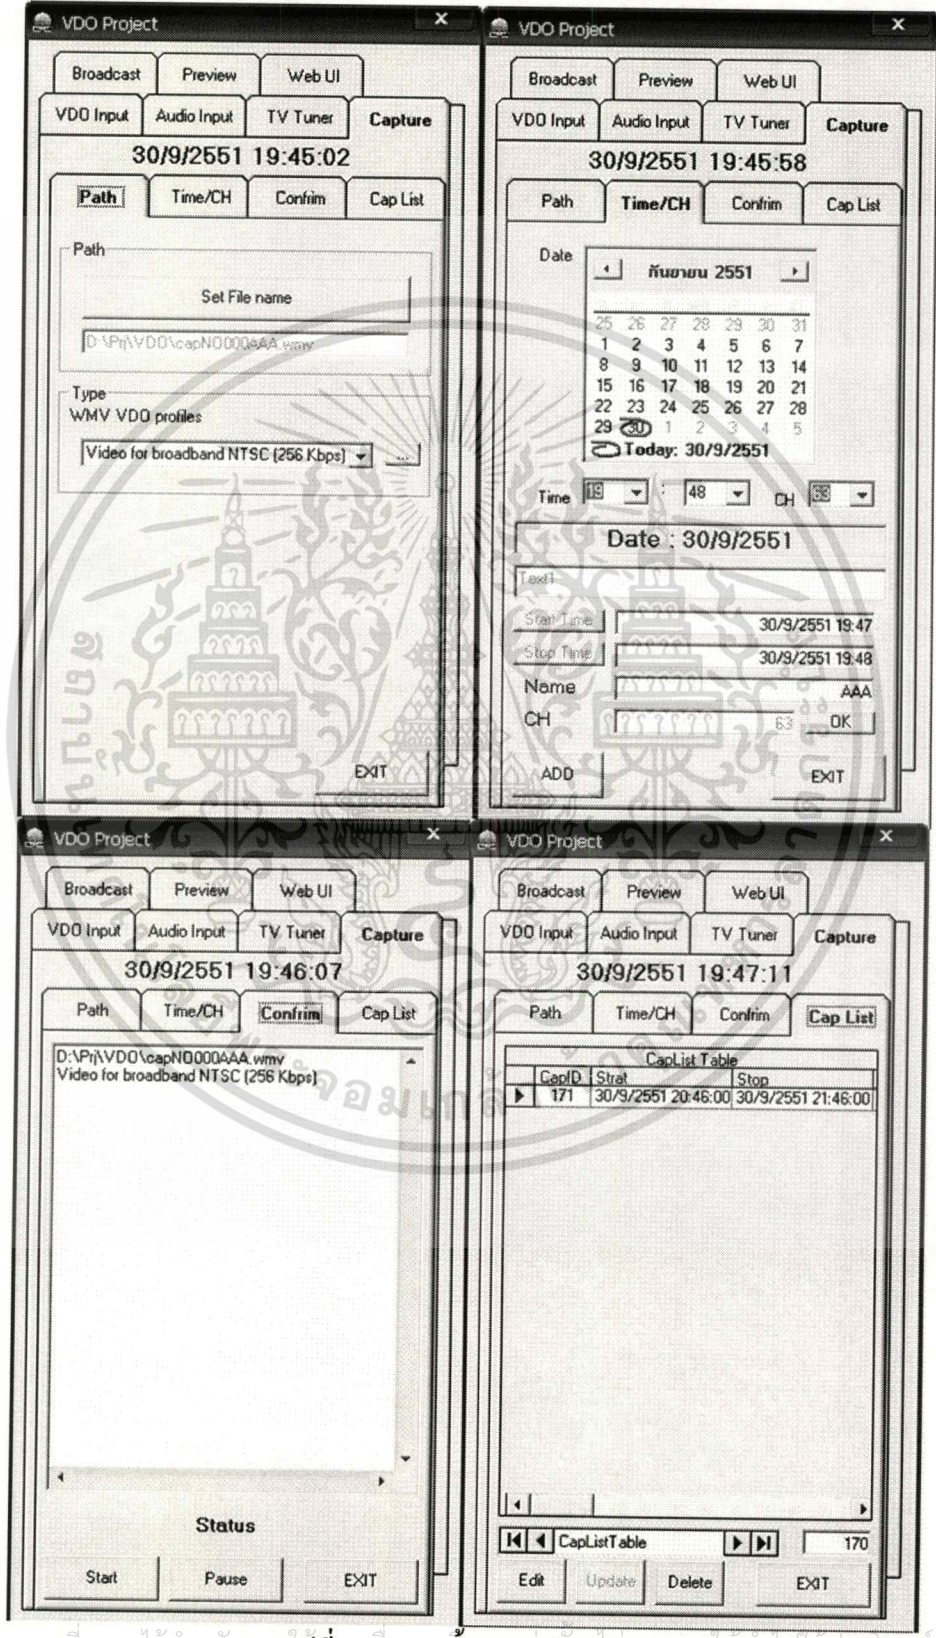 VDO Project
Broadcast Preview Web UI
VDO Input Audio Input TV Tuner Capture
30/9/2551 19:45:02
Path Time/CH Confrim Cap List
Path
Set File name
D:\Prj\VDO\capNO000AAA.wmv
Type
WMV VDO profiles
Video for broadband NTSC (256 Kbps) ...
EXIT
VDO Project
Broadcast Preview Web UI
VDO Input Audio Input TV Tuner Capture
30/9/2551 19:45:58
Path Time/CH Confrim Cap List
Date
กันยายน 2551
25 26 27 28 29 30 31
1 2 3 4 5 6 7
8 9 10 11 12 13 14
15 16 17 18 19 20 21
22 23 24 25 26 27 28
29 30 1 2 3 4 5
Today: 30/9/2551
Time 19 : 48 CH 63
Date : 30/9/2551
Text1
Start Time 30/9/2551 19:47
Stop Time 30/9/2551 19:48
Name AAA
CH 63 OK
ADD EXIT
VDO Project
Broadcast Preview Web UI
VDO Input Audio Input TV Tuner Capture
30/9/2551 19:46:07
Path Time/CH Confrim Cap List
D:\Prj\VDO\capNO000AAA.wmv
Video for broadband NTSC (256 Kbps)
Status
Start Pause EXIT
VDO Project
Broadcast Preview Web UI
VDO Input Audio Input TV Tuner Capture
30/9/2551 19:47:11
Path Time/CH Confrim Cap List
CapList Table
CapID Strat Stop
171 30/9/2551 20:46:00 30/9/2551 21:46:00
CapListTable 170
Edit Update Delete EXIT